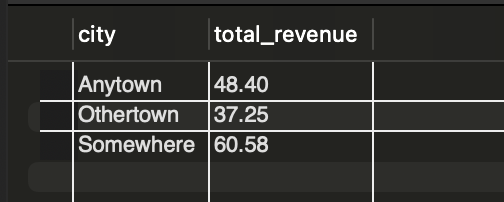 city total_revenue
Anytown 48.40
Othertown 37.25
Somewhere 60.58